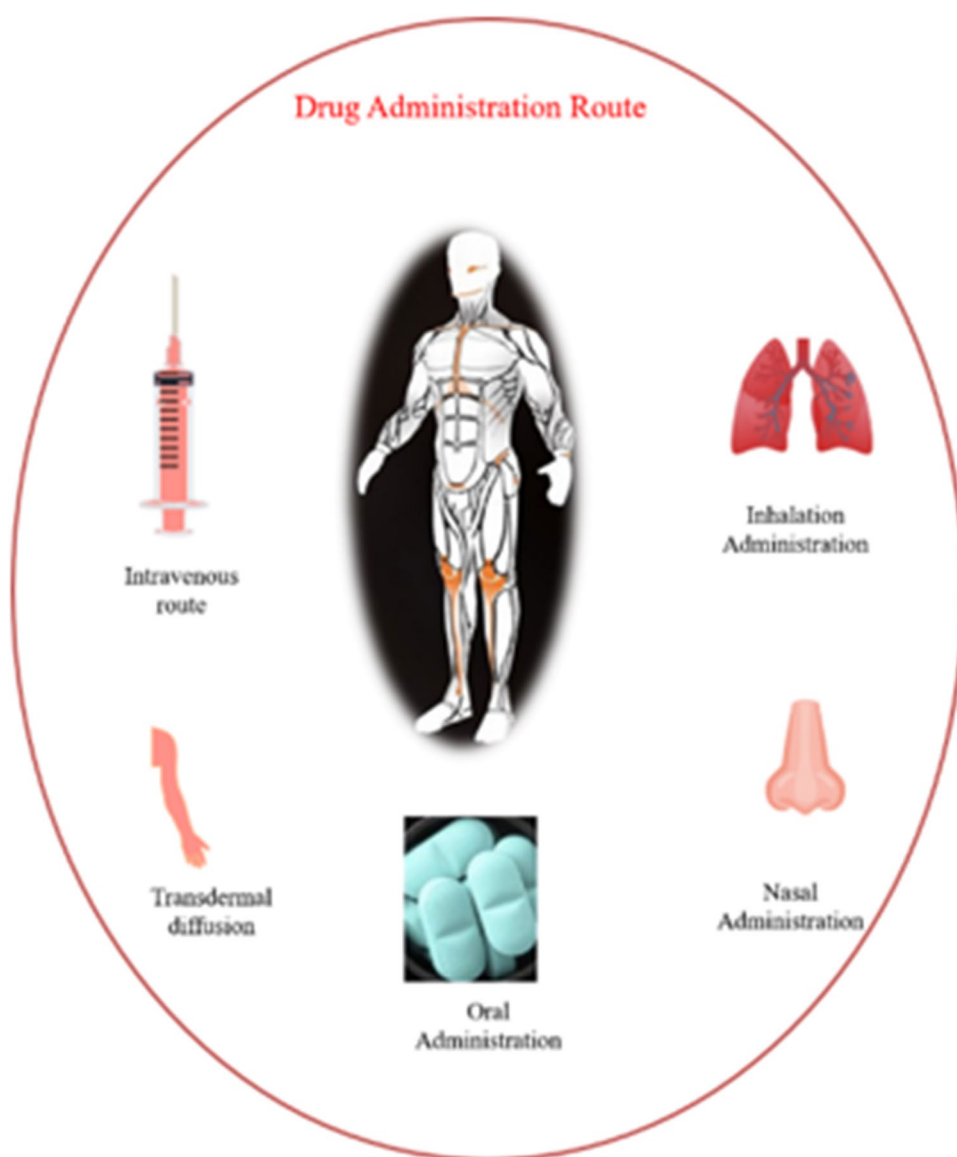 Drug Administration Route
Intravenous
route
Inhalation
Administration
Transdermal
diffusion
Nasal
Administration
Oral
Administration